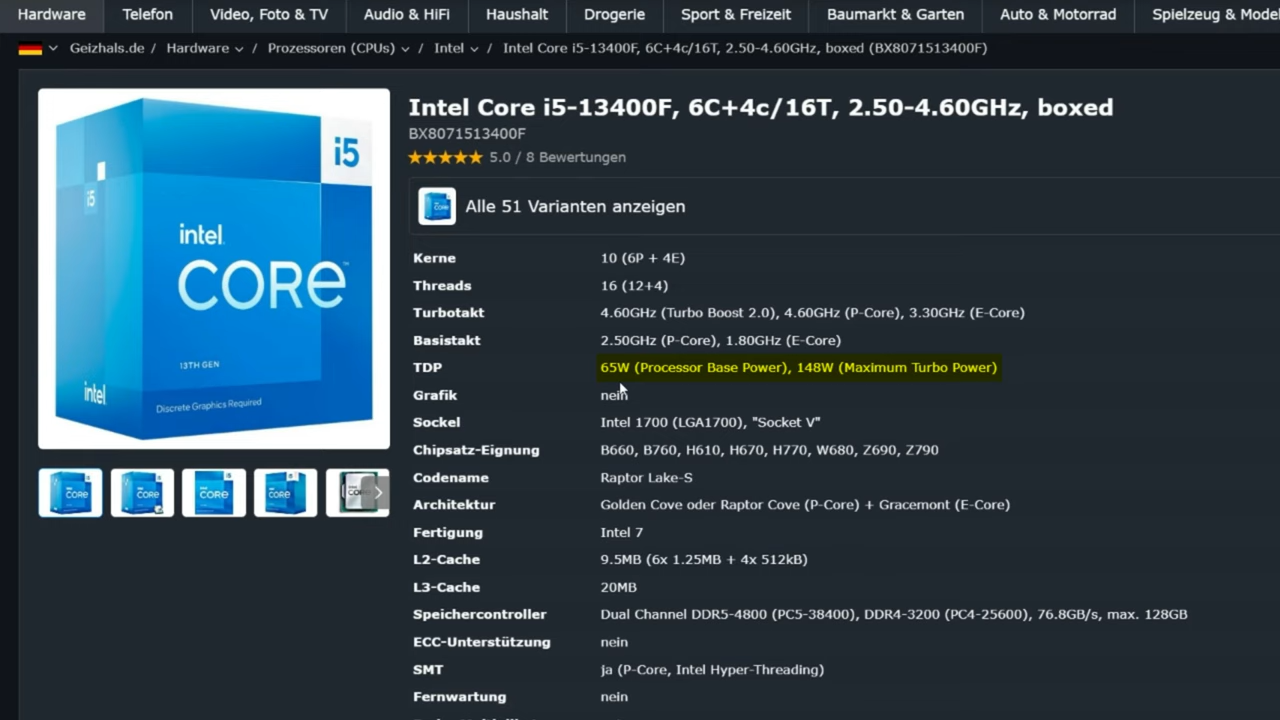 Hardware Telefon Video, Foto & TV Audio & HiFi Haushalt Drogerie Sport & Freizeit Baumarkt & Garten Auto & Motorrad Spielzeug & Model
Geizhals.de / Hardware / Prozessoren (CPUs) / Intel / Intel Core i5-13400F, 6C+4c/16T, 2.50-4.60GHz, boxed (BX8071513400F)
Intel Core i5-13400F, 6C+4c/16T, 2.50-4.60GHz, boxed
BX8071513400F
5.0 / 8 Bewertungen
Alle 51 Varianten anzeigen
i5
i5
intel.
CORE™
13TH GEN
intel
Discrete Graphics Required
Kerne 10 (6P + 4E)
Threads 16 (12+4)
Turbotakt 4.60GHz (Turbo Boost 2.0), 4.60GHz (P-Core), 3.30GHz (E-Core)
Basistakt 2.50GHz (P-Core), 1.80GHz (E-Core)
TDP 65W (Processor Base Power), 148W (Maximum Turbo Power)
Grafik nein
Sockel Intel 1700 (LGA1700), "Socket V"
Chipsatz-Eignung B660, B760, H610, H670, H770, W680, Z690, Z790
Codename Raptor Lake-S
Architektur Golden Cove oder Raptor Cove (P-Core) + Gracemont (E-Core)
Fertigung Intel 7
L2-Cache 9.5MB (6x 1.25MB + 4x 512kB)
L3-Cache 20MB
Speichercontroller Dual Channel DDR5-4800 (PC5-38400), DDR4-3200 (PC4-25600), 76.8GB/s, max. 128GB
ECC-Unterstützung nein
SMT ja (P-Core, Intel Hyper-Threading)
Fernwartung nein